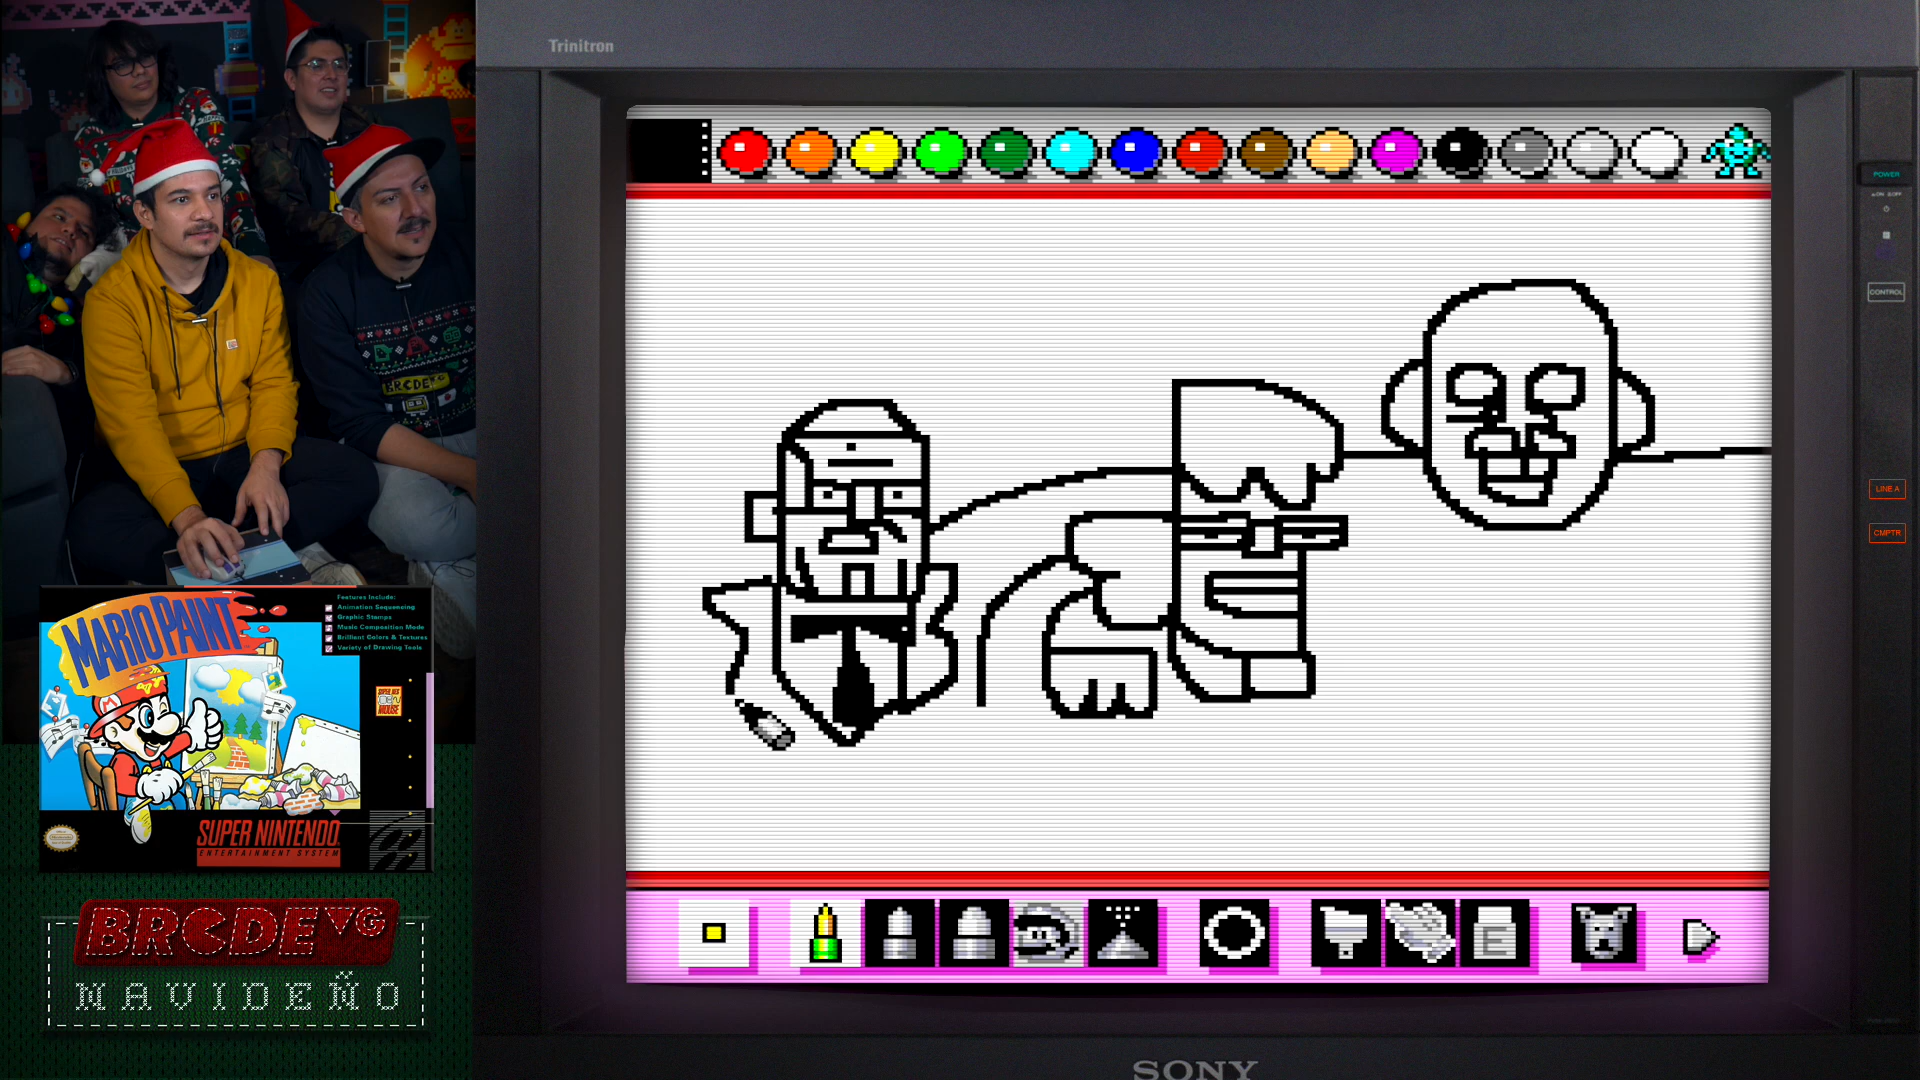 Trinitron
POWER
CONTROL
LINE A
CMPTR
BRCDEVG
MARIO PAINT
Features Include:
Animation Sequencing
Graphic Stamps
Music Composition Mode
Brilliant Colors & Textures
Variety of Drawing Tools
SUPER NINTENDO
ENTERTAINMENT SYSTEM
E
BRCDEVG
NAVIDEÑO
SONY